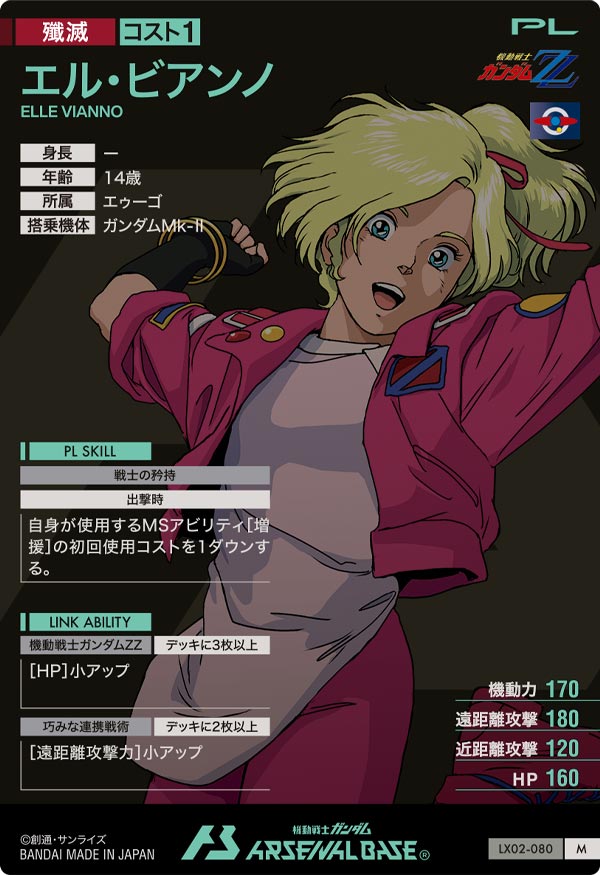 殲滅 コスト1 PL
エル・ビアンノ
ELLE VIANNO
機動戦士
ガンダムZZ
身長 ー
年齢 14歳
所属 エゥーゴ
搭乗機体 ガンダムMk-II
PL SKILL
戦士の矜持
出撃時
自身が使用するMSアビリティ[増
援]の初回使用コストを1ダウンす
る。
LINK ABILITY
機動戦士ガンダムZZ デッキに3枚以上
[HP]小アップ
巧みな連携戦術 デッキに2枚以上
[遠距離攻撃力]小アップ
機動力 170
遠距離攻撃 180
近距離攻撃 120
HP 160
©創通・サンライズ
BANDAI MADE IN JAPAN
機動戦士ガンダム
ARSENAL BASE®
LX02-080 M